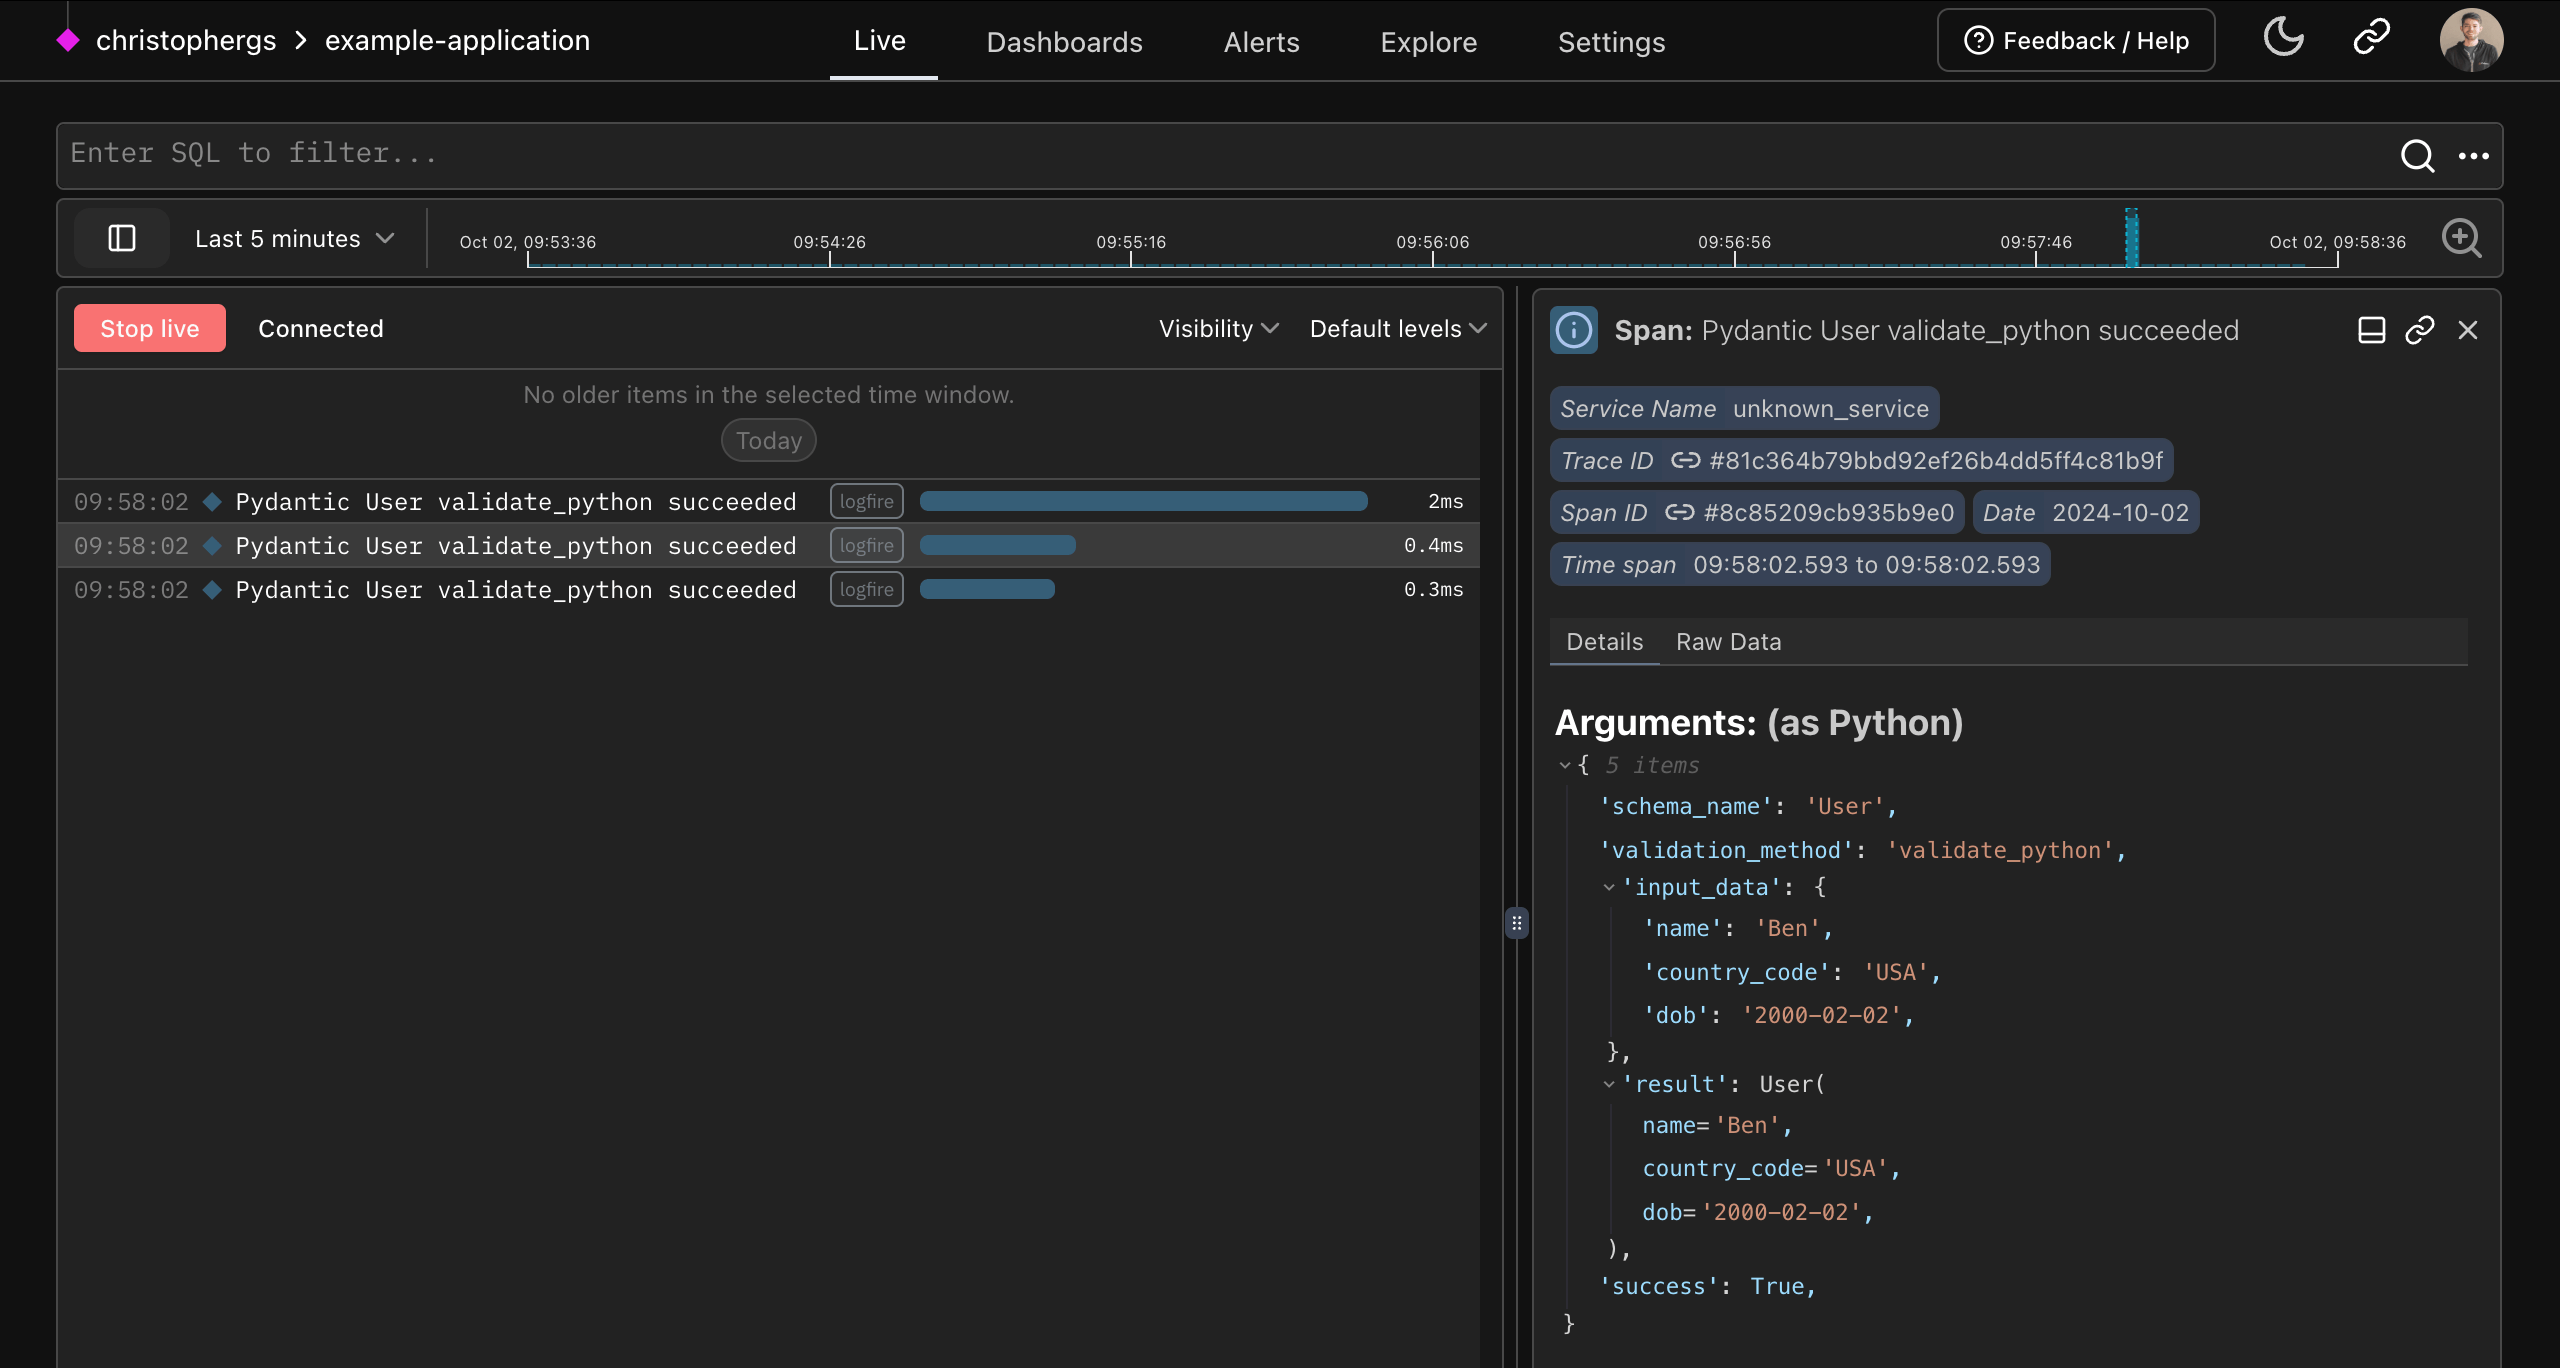 christophergs > example-application
Live Dashboards Alerts Explore Settings
Feedback / Help
Enter SQL to filter...
Last 5 minutes
Oct 02, 09:53:36 09:54:26 09:55:16 09:56:06 09:56:56 09:57:46 Oct 02, 09:58:36
Stop live Connected Visibility Default levels
No older items in the selected time window.
Today
09:58:02 Pydantic User validate_python succeeded logfire 2ms
09:58:02 Pydantic User validate_python succeeded logfire 0.4ms
09:58:02 Pydantic User validate_python succeeded logfire 0.3ms
Span: Pydantic User validate_python succeeded
Service Name unknown_service
Trace ID #81c364b79bbd92ef26b4dd5ff4c81b9f
Span ID #8c85209cb935b9e0 Date 2024-10-02
Time span 09:58:02.593 to 09:58:02.593
Details Raw Data
Arguments: (as Python)
{ 5 items
'schema_name': 'User',
'validation_method': 'validate_python',
'input_data': {
'name': 'Ben',
'country_code': 'USA',
'dob': '2000-02-02',
},
'result': User(
name='Ben',
country_code='USA',
dob='2000-02-02',
),
'success': True,
}